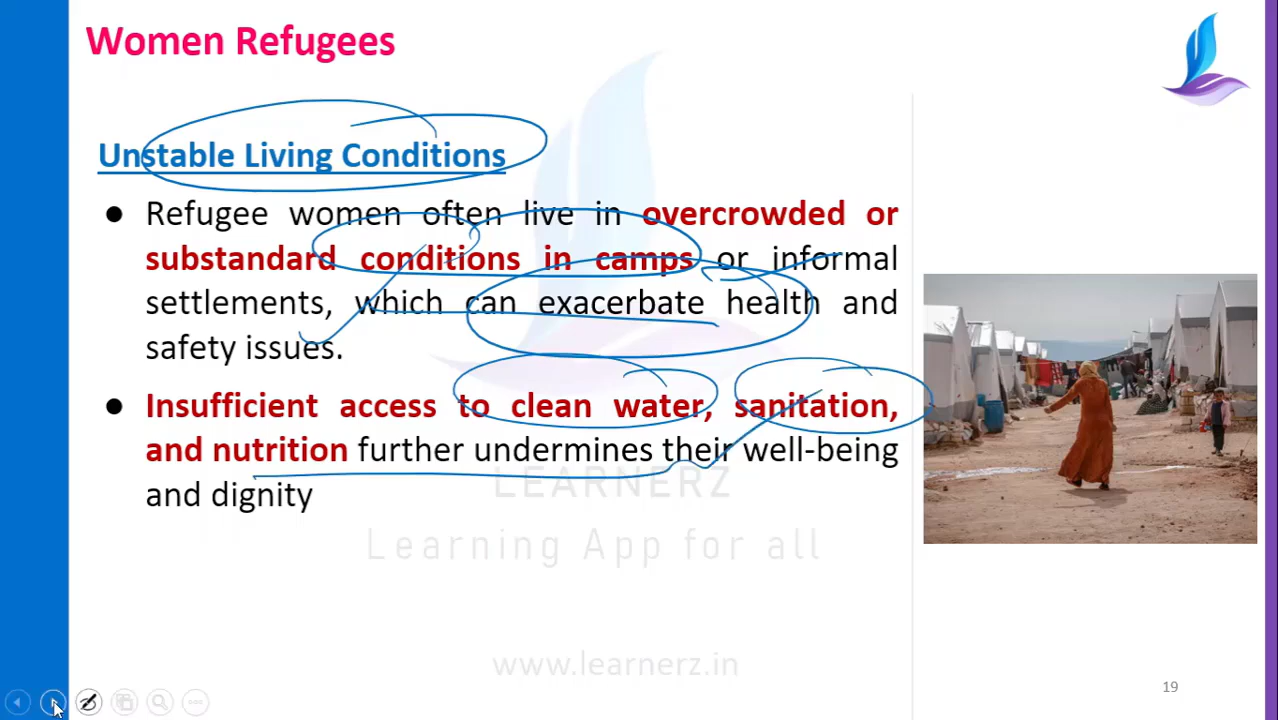 Women Refugees
Unstable Living Conditions
● Refugee women often live in overcrowded or
substandard conditions in camps or informal
settlements, which can exacerbate health and
safety issues.
● Insufficient access to clean water, sanitation,
and nutrition further undermines their well-being
and dignity
LEARNERZ
Learning App for all
www.learnerz.in
19